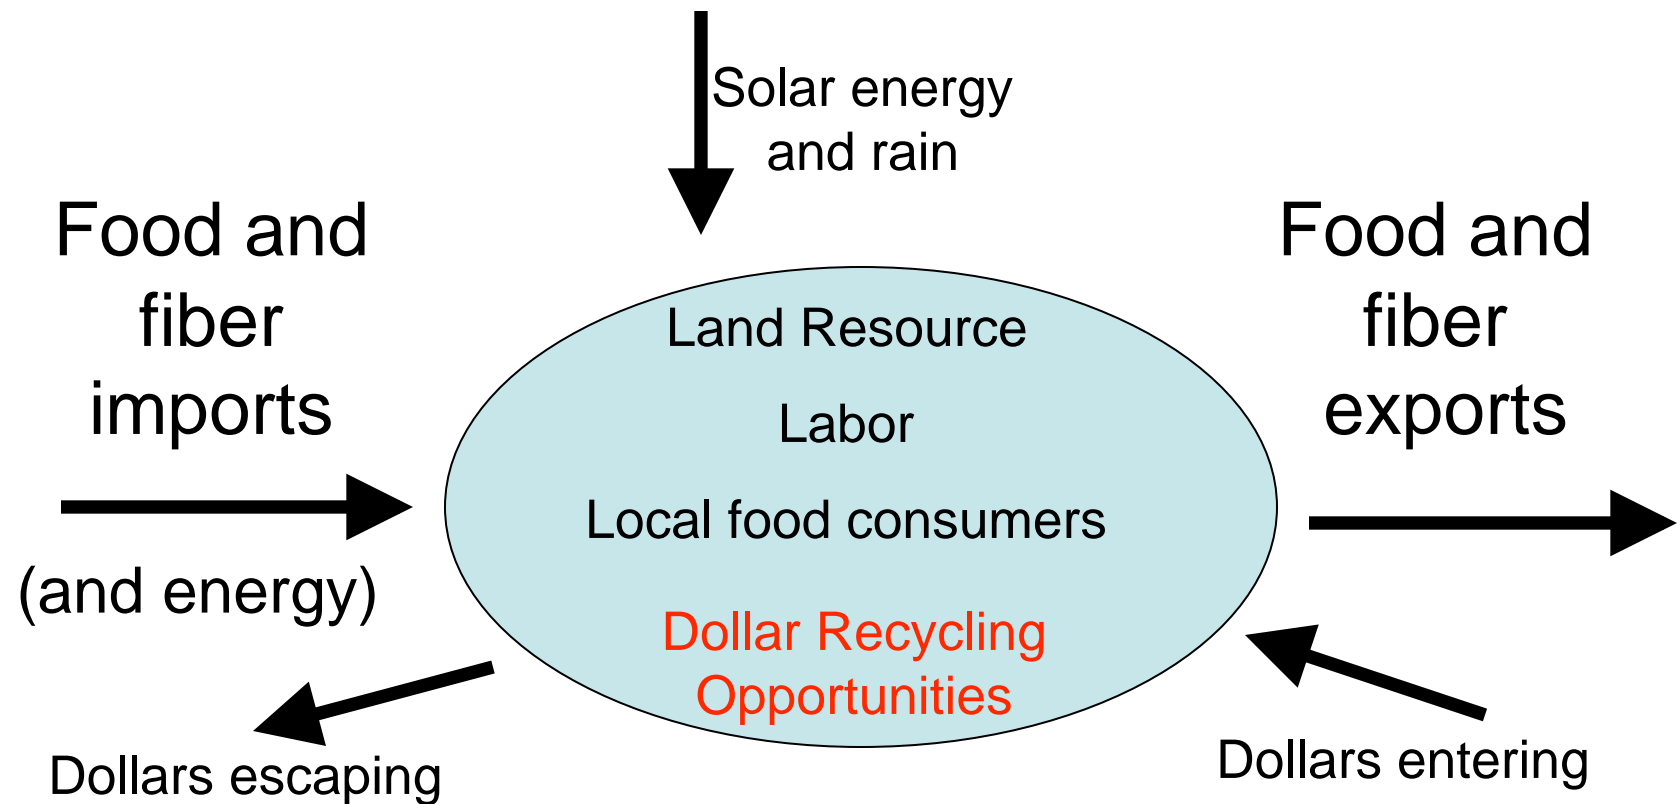 Solar energy
and rain
Food and
fiber
imports
(and energy)
Land Resource
Labor
Local food consumers
Dollar Recycling
Opportunities
Food and
fiber
exports
Dollars escaping
Dollars entering